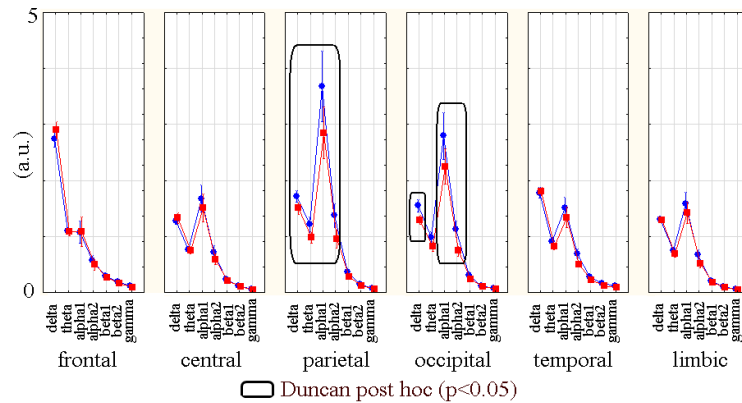 5
(a.u.)
0
delta theta alpha1 alpha2 beta1 beta2 gamma
delta theta alpha1 alpha2 beta1 beta2 gamma
delta theta alpha1 alpha2 beta1 beta2 gamma
delta theta alpha1 alpha2 beta1 beta2 gamma
delta theta alpha1 alpha2 beta1 beta2 gamma
delta theta alpha1 alpha2 beta1 beta2 gamma
frontal central parietal occipital temporal limbic
Duncan post hoc (p<0.05)